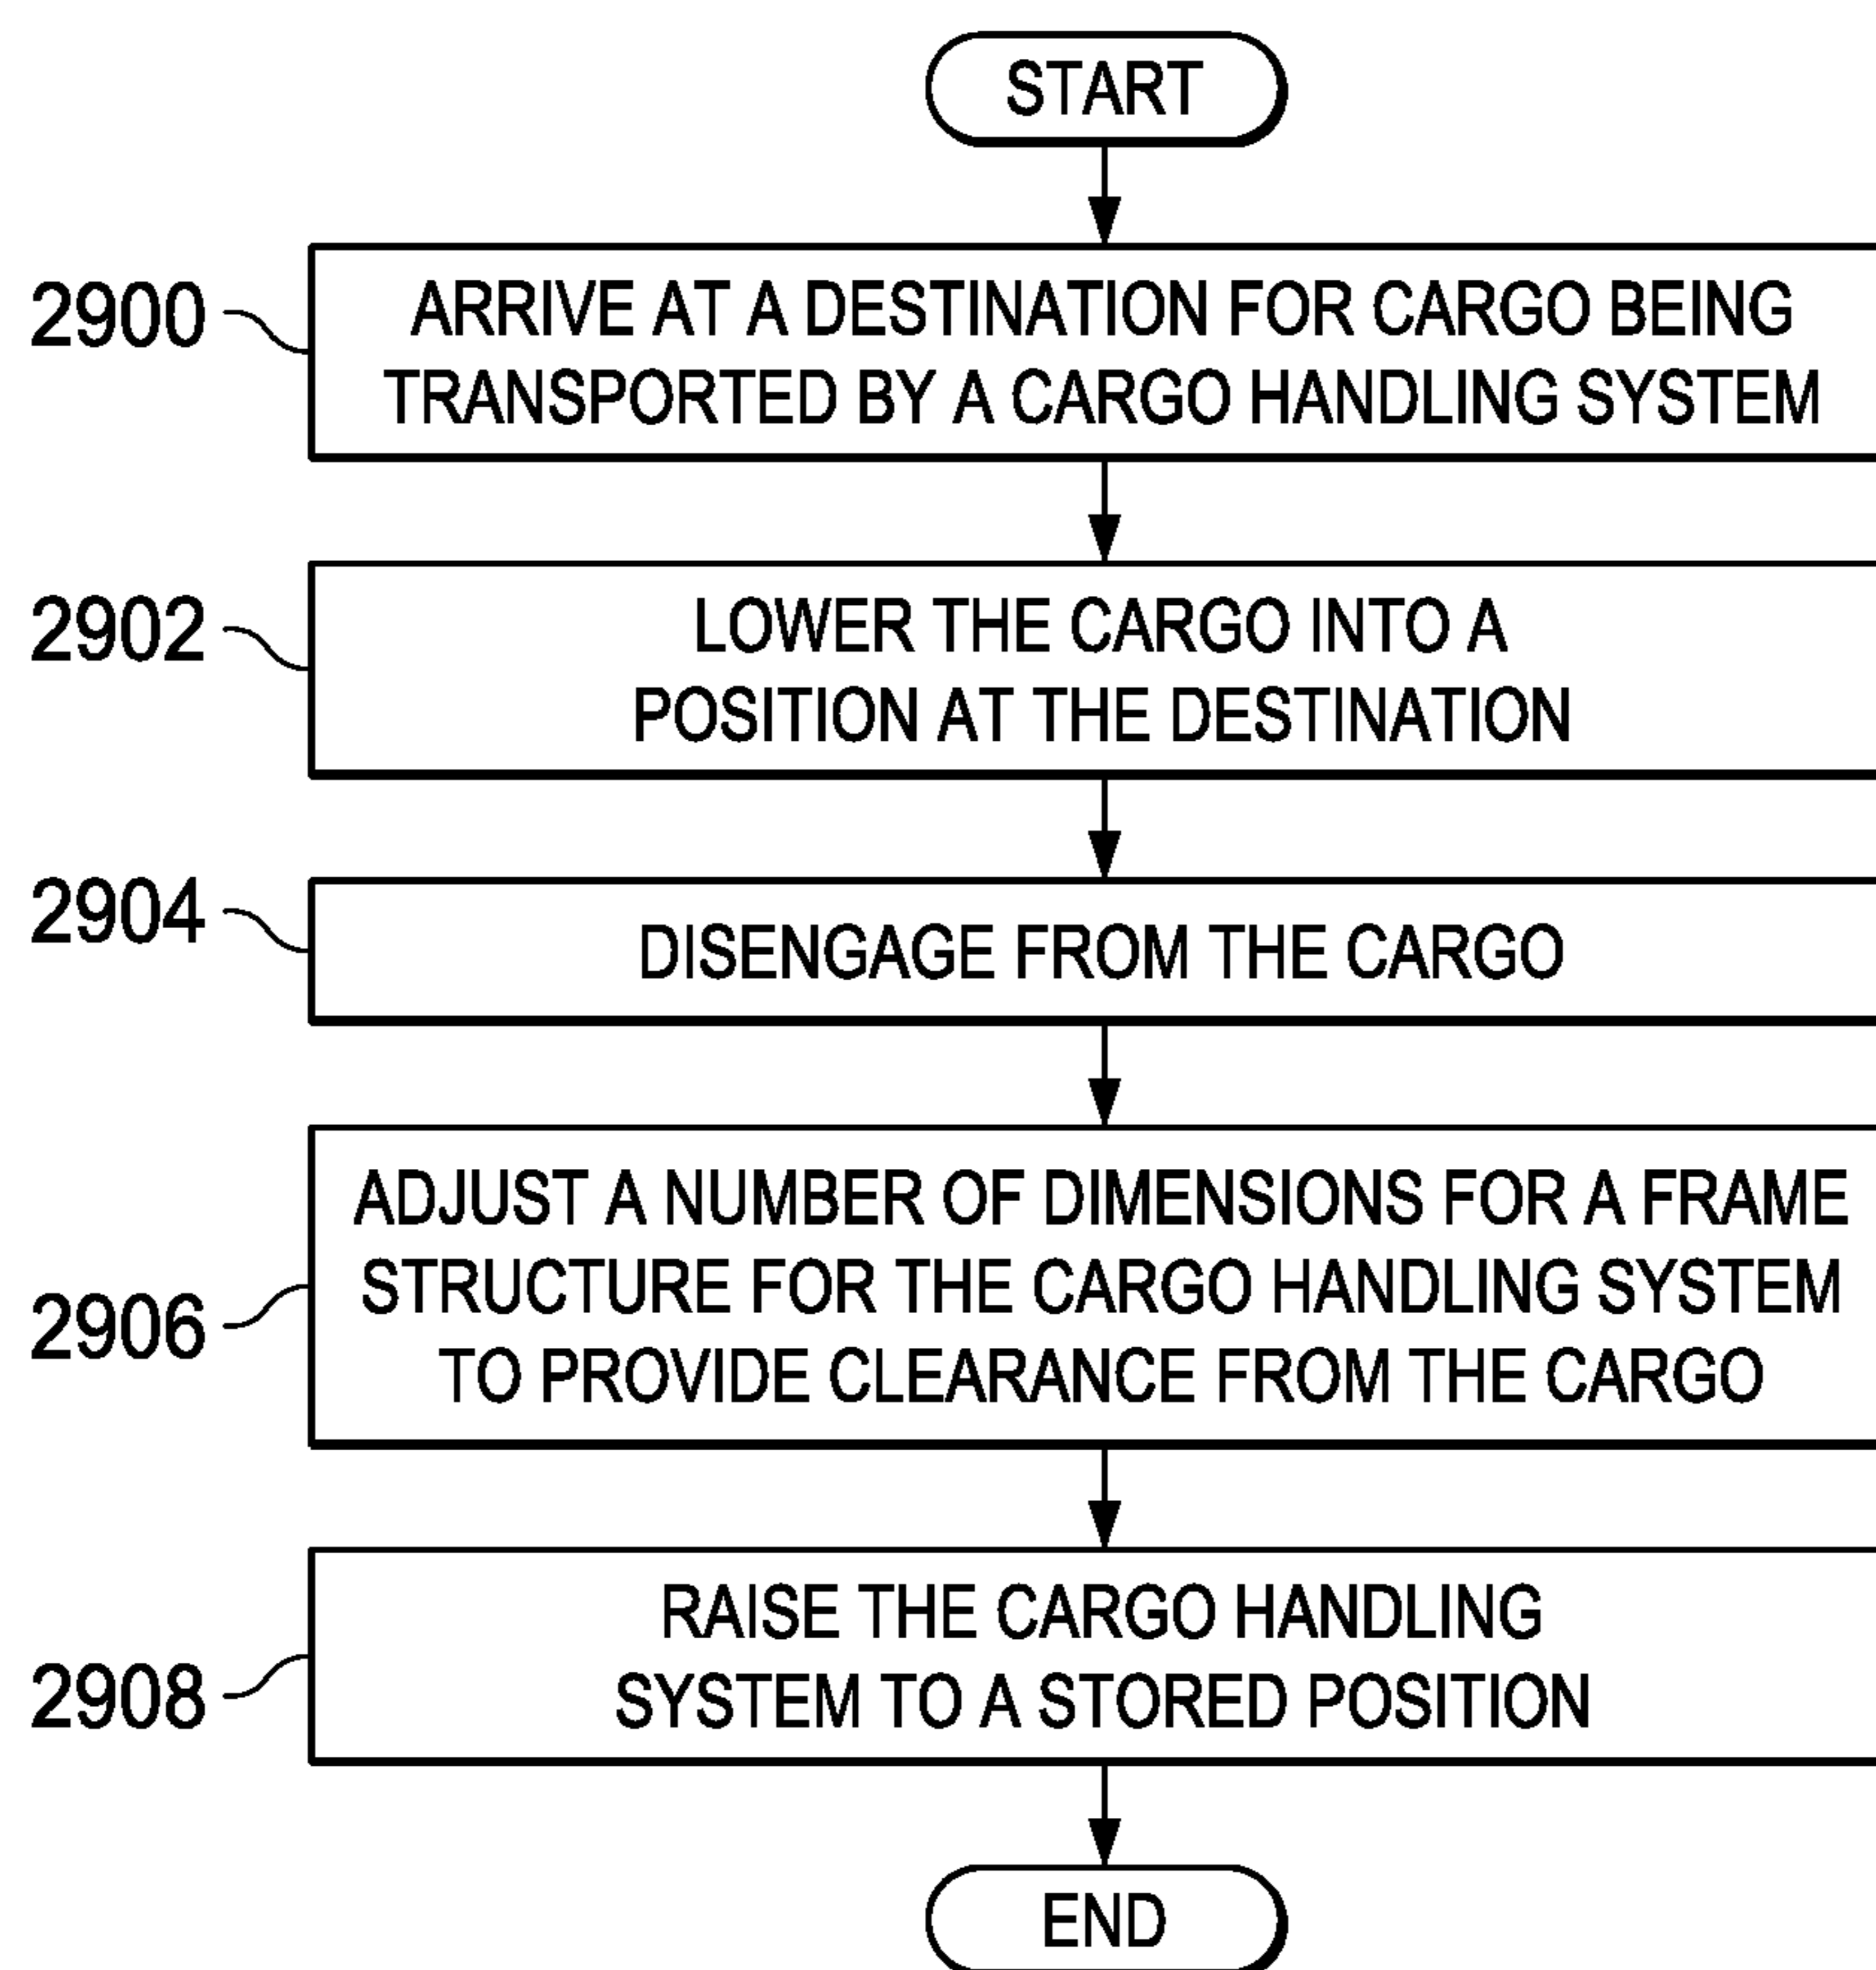 START
2900
ARRIVE AT A DESTINATION FOR CARGO BEING
TRANSPORTED BY A CARGO HANDLING SYSTEM
2902
LOWER THE CARGO INTO A
POSITION AT THE DESTINATION
2904
DISENGAGE FROM THE CARGO
2906
ADJUST A NUMBER OF DIMENSIONS FOR A FRAME
STRUCTURE FOR THE CARGO HANDLING SYSTEM
TO PROVIDE CLEARANCE FROM THE CARGO
2908
RAISE THE CARGO HANDLING
SYSTEM TO A STORED POSITION
END